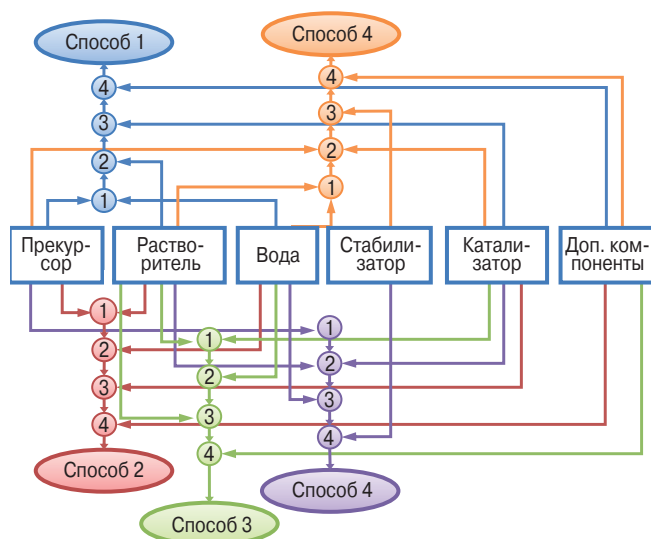 Способ 1
Способ 4
4
4
3
3
2
2
1
1
Прекур-
сор
Раство-
ритель
Вода
Стабили-
затор
Катали-
затор
Доп. ком-
поненты
1
1
1
2
2
2
3
3
3
4
4
4
Способ 2
Способ 4
Способ 3